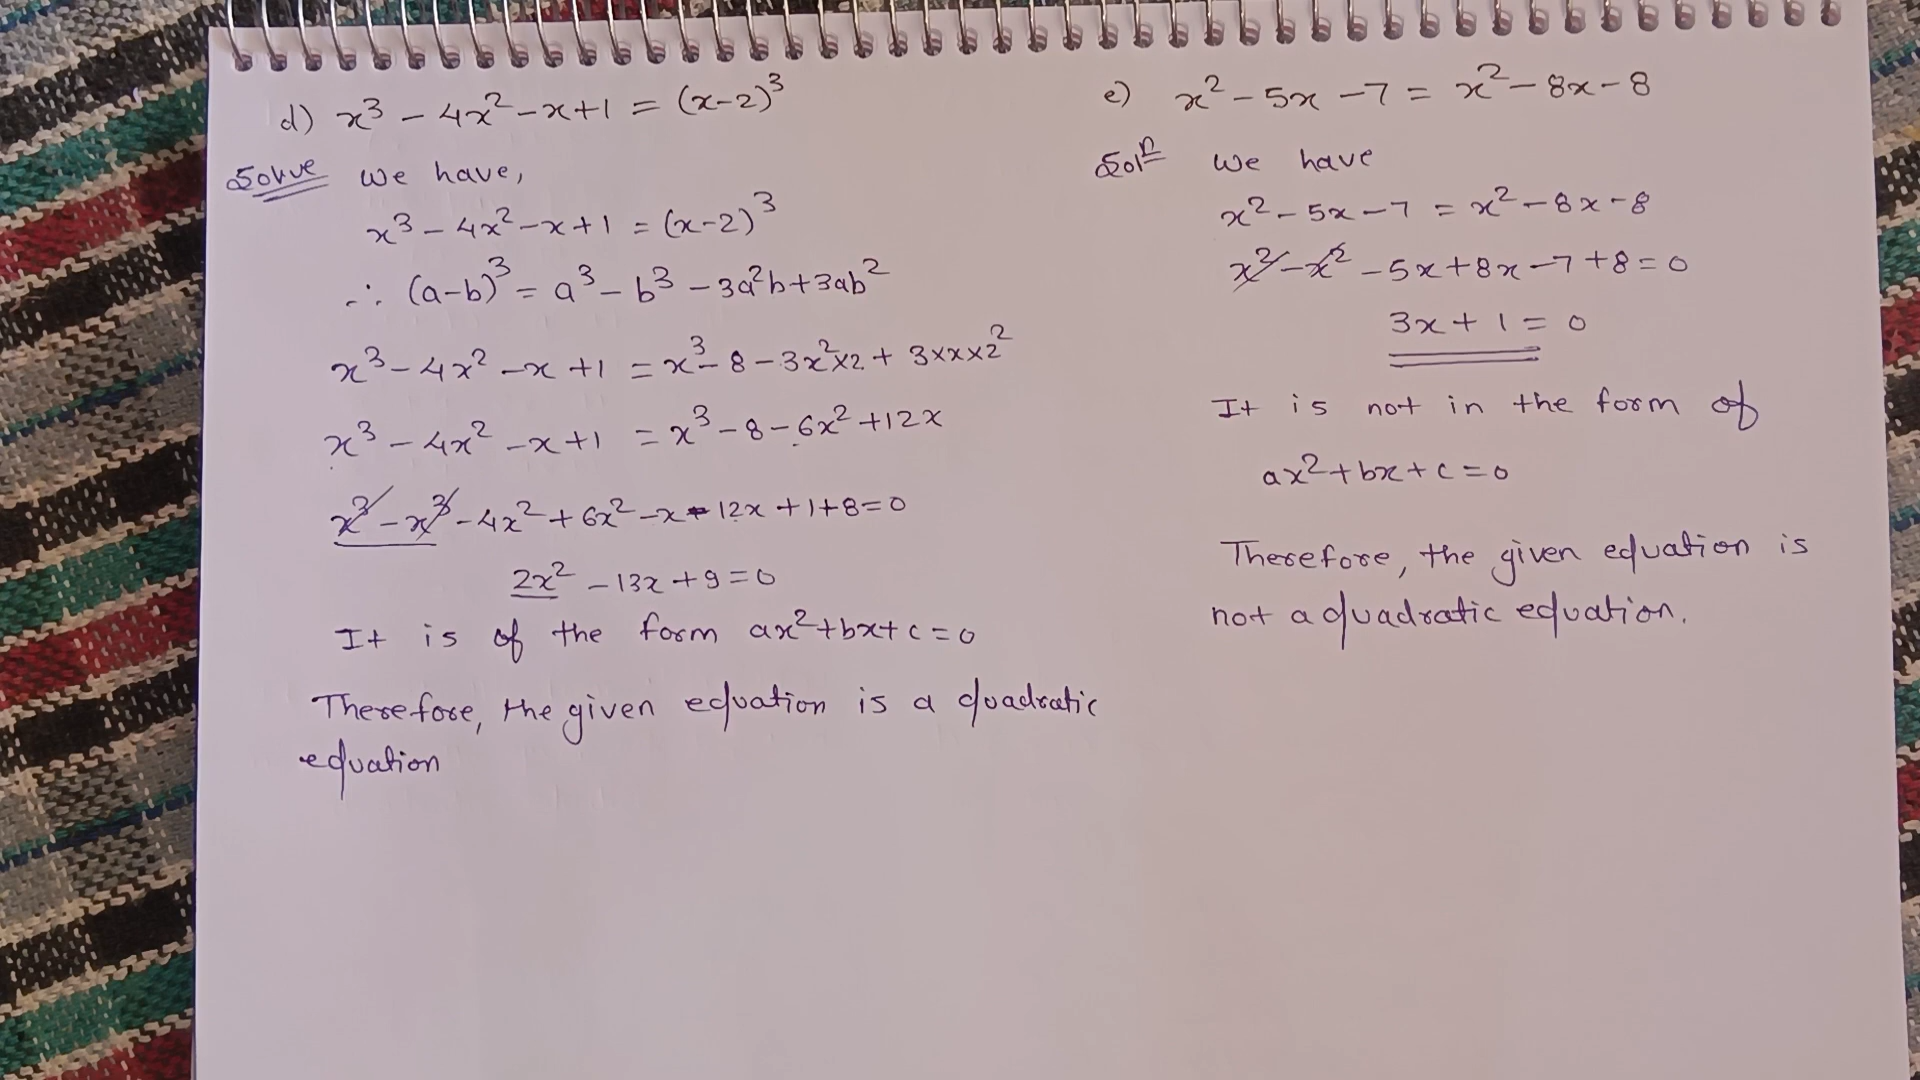 d) x³ - 4x² - x + 1 = (x-2)³
Solve we have,
x³ - 4x² - x + 1 = (x-2)³
∴ (a-b)³ = a³ - b³ - 3a²b + 3ab²
x³ - 4x² - x + 1 = x³ - 8 - 3x²×2 + 3×x×2²
x³ - 4x² - x + 1 = x³ - 8 - 6x² + 12x
x³ - x³ - 4x² + 6x² - x - 12x + 1 + 8 = 0
2x² - 13x + 9 = 0
It is of the form ax² + bx + c = 0
Therefore, the given equation is a quadratic
equation
e) x² - 5x - 7 = x² - 8x - 8
Solⁿ we have
x² - 5x - 7 = x² - 8x - 8
x² - x² - 5x + 8x - 7 + 8 = 0
3x + 1 = 0
It is not in the form of
ax² + bx + c = 0
Therefore, the given equation is
not a quadratic equation.